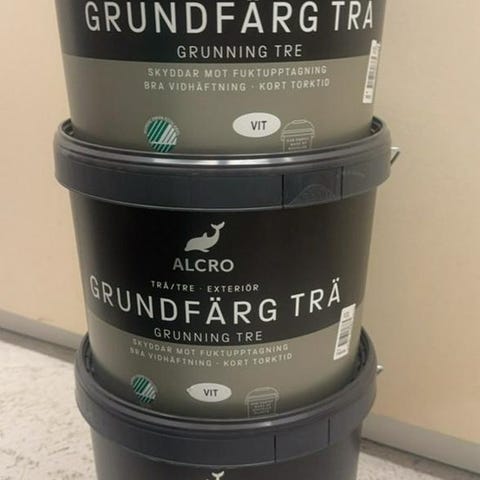 GRUNDFÄRG TRÄ
GRUNNING TRE
SKYDDAR MOT FUKTUPPTAGNING
BRA VIDHÄFTNING · KORT TORKTID
VIT
ALCRO
TRÄ/TRE · EXTERIÖR
GRUNDFÄRG TRÄ
GRUNNING TRE
SKYDDAR MOT FUKTUPPTAGNING
BRA VIDHÄFTNING · KORT TORKTID
VIT